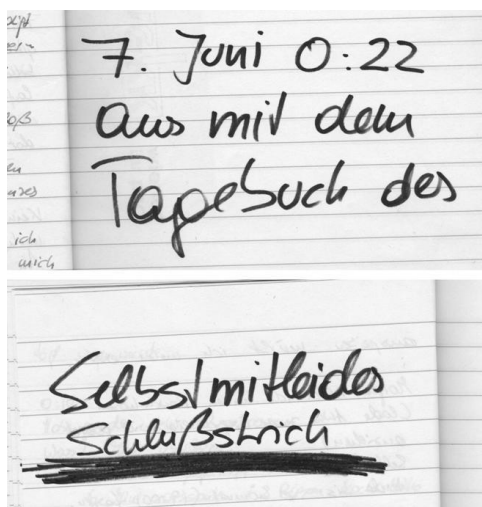 7. Juni 0:22
aus mit dem
Tagebuch des
Selbstmitleides
Schlußstrich